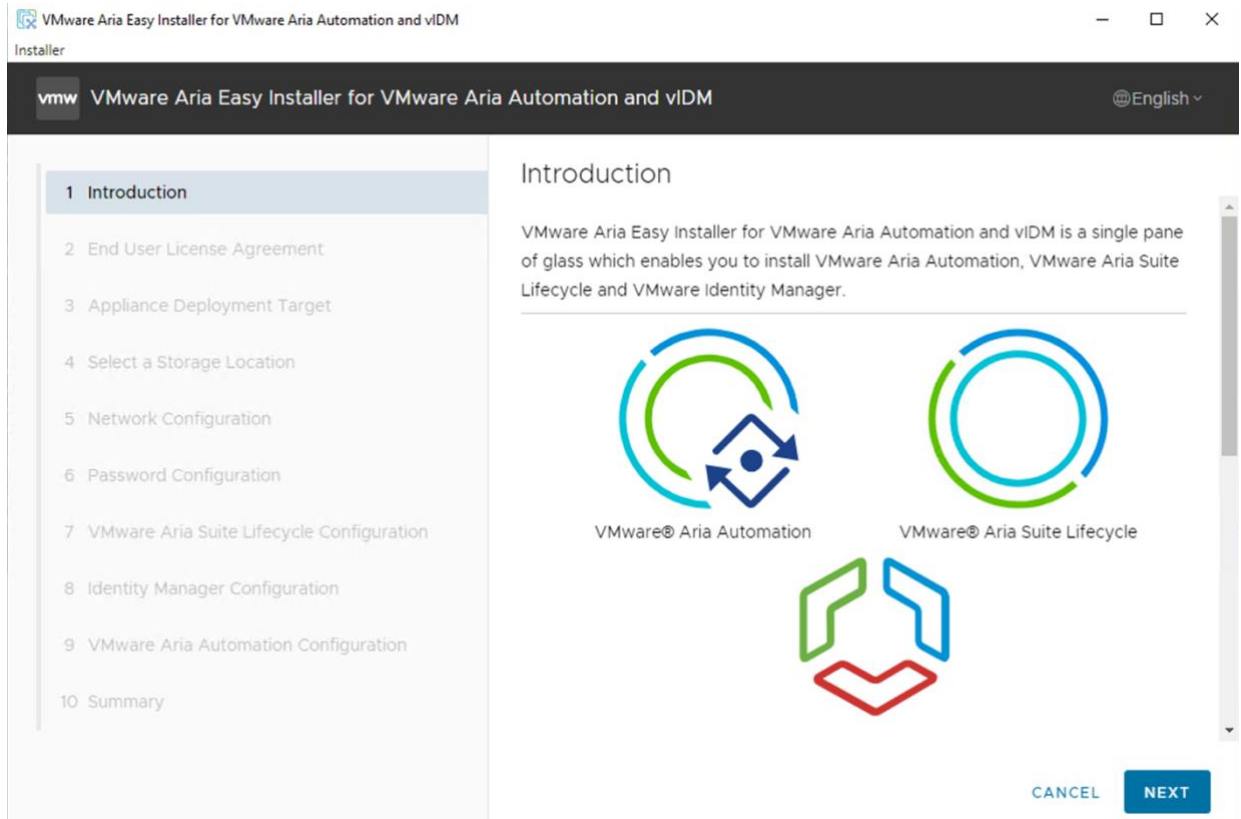 VMware Aria Easy Installer for VMware Aria Automation and vIDM
Installer
vmw VMware Aria Easy Installer for VMware Aria Automation and vIDM
English
1 Introduction
2 End User License Agreement
3 Appliance Deployment Target
4 Select a Storage Location
5 Network Configuration
6 Password Configuration
7 VMware Aria Suite Lifecycle Configuration
8 Identity Manager Configuration
9 VMware Aria Automation Configuration
10 Summary
Introduction
VMware Aria Easy Installer for VMware Aria Automation and vIDM is a single pane
of glass which enables you to install VMware Aria Automation, VMware Aria Suite
Lifecycle and VMware Identity Manager.
VMware® Aria Automation
VMware® Aria Suite Lifecycle
CANCEL
NEXT